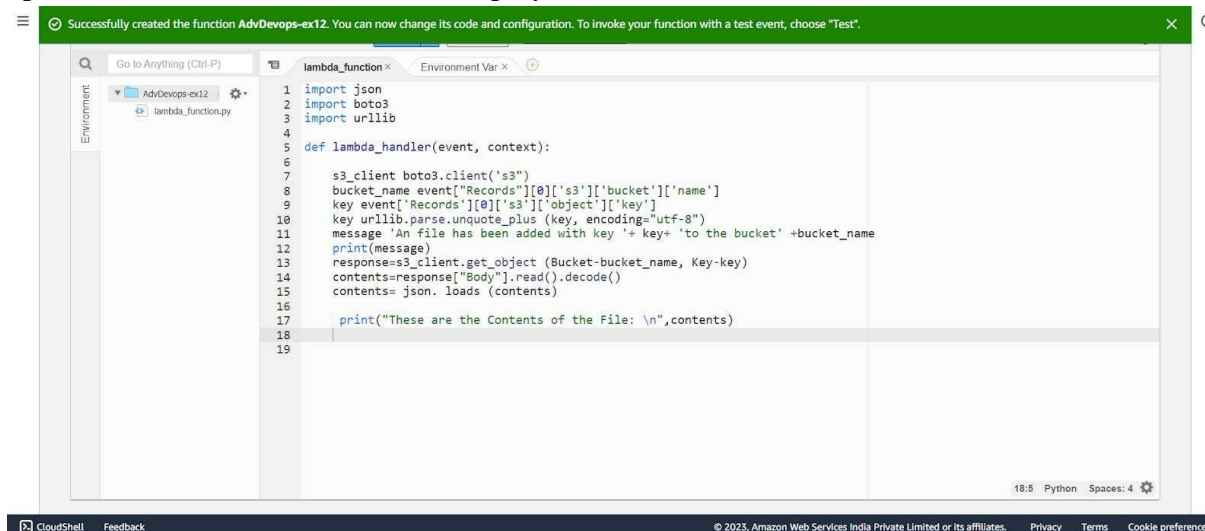 Successfully created the function AdvDevops-ex12. You can now change its code and configuration. To invoke your function with a test event, choose "Test".
Go to Anything (Ctrl-P)
lambda_function × Environment Var ×
Environment
AdvDevops-ex12 /
lambda_function.py
1 import json
2 import boto3
3 import urllib
4
5 def lambda_handler(event, context):
6
7 s3_client boto3.client('s3")
8 bucket_name event["Records"][0]['s3']['bucket']['name']
9 key event['Records'][0]['s3']['object']['key']
10 key urllib.parse.unquote_plus (key, encoding="utf-8")
11 message 'An file has been added with key '+ key+ 'to the bucket' +bucket_name
12 print(message)
13 response=s3_client.get_object (Bucket-bucket_name, Key-key)
14 contents=response["Body"].read().decode()
15 contents= json. loads (contents)
16
17 print("These are the Contents of the File: \n",contents)
18
19
18:5 Python Spaces: 4
CloudShell Feedback © 2023, Amazon Web Services India Private Limited or its affiliates. Privacy Terms Cookie preference